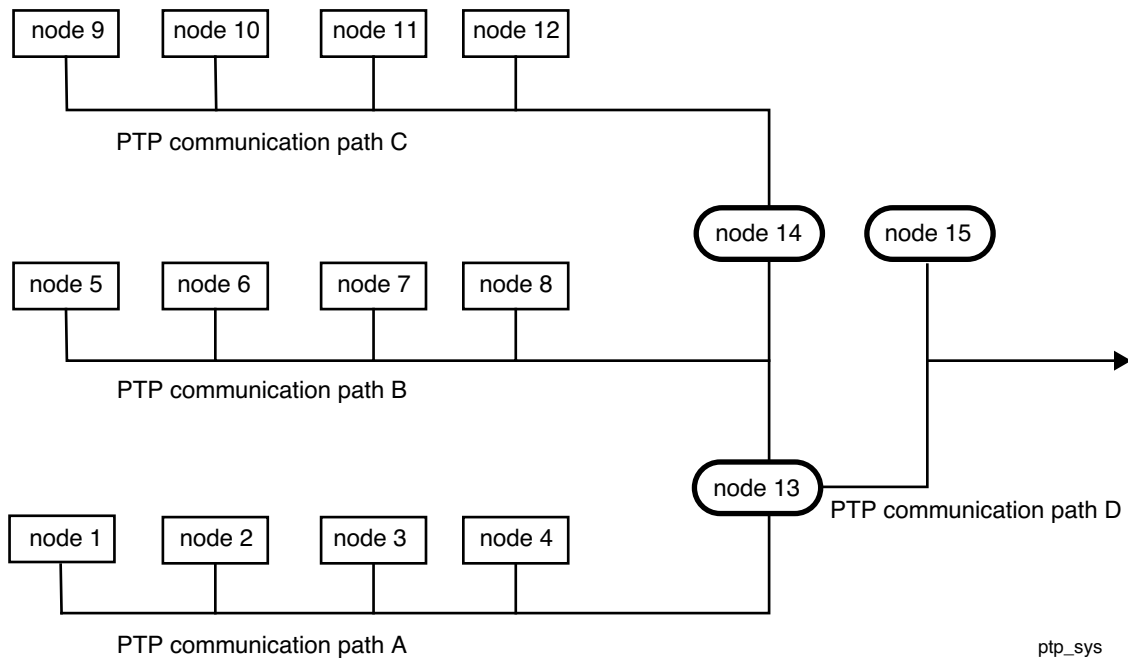 node 9
node 10
node 11
node 12
PTP communication path C
node 14
node 15
node 5
node 6
node 7
node 8
PTP communication path B
node 13
PTP communication path D
node 1
node 2
node 3
node 4
PTP communication path A
ptp_sys